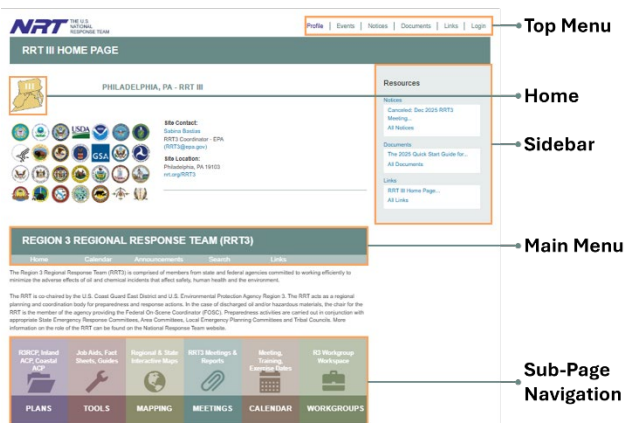 NRT THE U.S.
NATIONAL
RESPONSE TEAM
Profile | Events | Notices | Documents | Links | Login
Top Menu
RRT III HOME PAGE
PHILADELPHIA, PA - RRT III
Home
Resources
Notices
Canceled, Dec 2025 RRT3
Meeting...
All Notices
Sidebar
Documents
The 2025 Quick Start Guide for...
All Documents
Links
RRT III Home Page...
All Links
Site Contact:
RRT3 Coordinator - EPA
(RRT3@epa.gov)
Site Location:
Philadelphia, PA 19103
nrt.org/RRT3
USDA
GSA
REGION 3 REGIONAL RESPONSE TEAM (RRT3)
Main Menu
Home Calendar Announcements Search Links
The Region 3 Regional Response Team (RRT3) is comprised of members from state and federal agencies committed to working efficiently to
minimize the adverse effects of oil and chemical incidents that affect safety, human health and the environment.
The RRT is co-chaired by the U.S. Coast Guard East District and U.S. Environmental Protection Agency Region 3. The RRT acts as a regional
planning and coordination body for preparedness and response actions. In the case of discharged of oil and/or hazardous materials, the chair for the
RRT is the member of the agency providing the Federal On-Scene Coordinator (FOSC). Preparedness activities are carried out in conjunction with
appropriate State Emergency Response Committees, Area Committees, Local Emergency Planning Committees and Tribal Councils. More
information on the role of the RRT can be found on the National Response Team website.
R3RCP, Inland
ACP, Coastal
ACP
Job Aids, Fact
Sheets, Guides
Regional & State
Interactive Maps
RRT3 Meetings &
Reports
Meeting,
Training,
Exercise Dates
R3 Workgroup
Workspace
Sub-Page
Navigation
PLANS TOOLS MAPPING MEETINGS CALENDAR WORKGROUPS